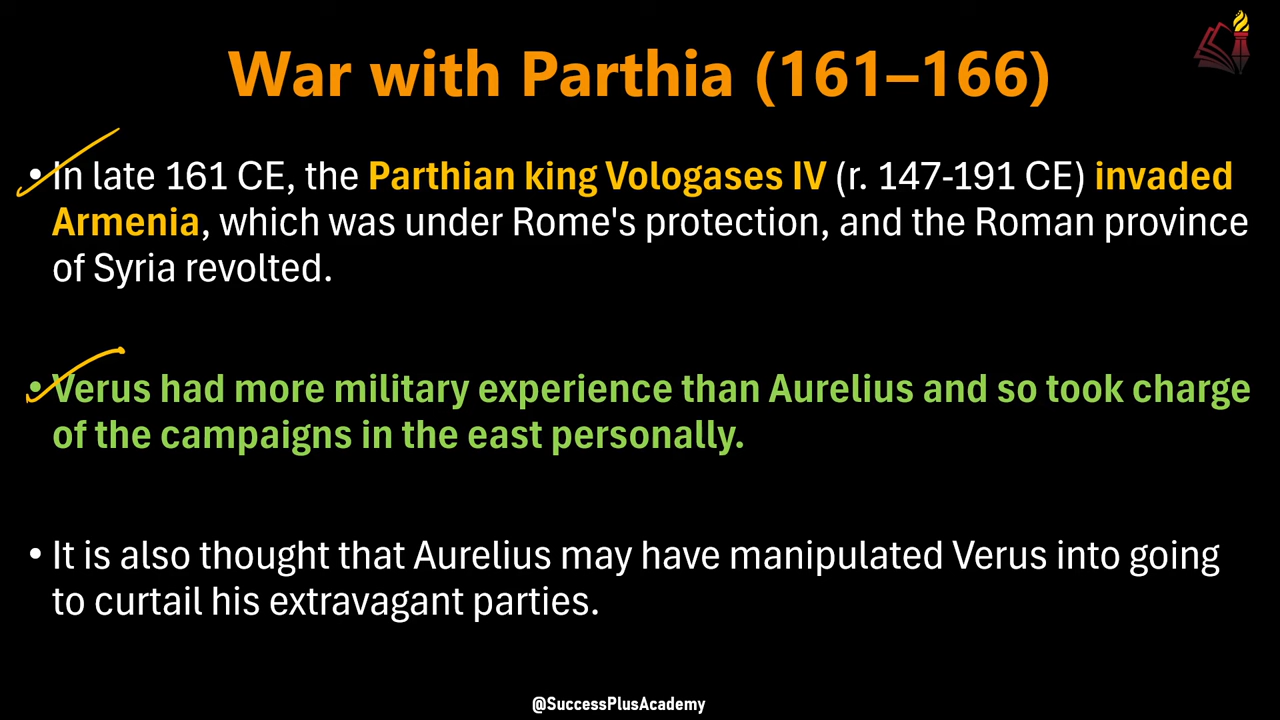 War with Parthia (161–166)
• In late 161 CE, the Parthian king Vologases IV (r. 147-191 CE) invaded
Armenia, which was under Rome's protection, and the Roman province
of Syria revolted.
• Verus had more military experience than Aurelius and so took charge
of the campaigns in the east personally.
• It is also thought that Aurelius may have manipulated Verus into going
to curtail his extravagant parties.
@SuccessPlusAcademy